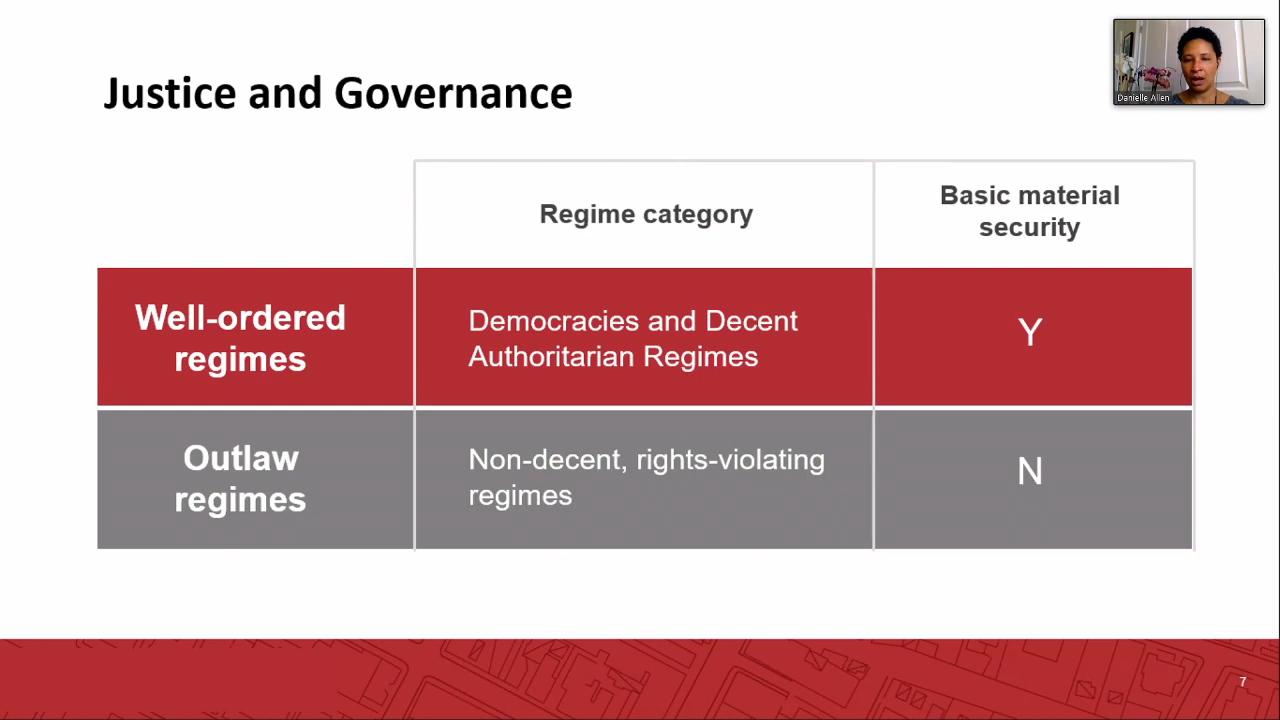 Justice and Governance
Danielle Allen
Regime category
Basic material
security
Well-ordered
regimes
Democracies and Decent
Authoritarian Regimes
Y
Outlaw
regimes
Non-decent, rights-violating
regimes
N
7